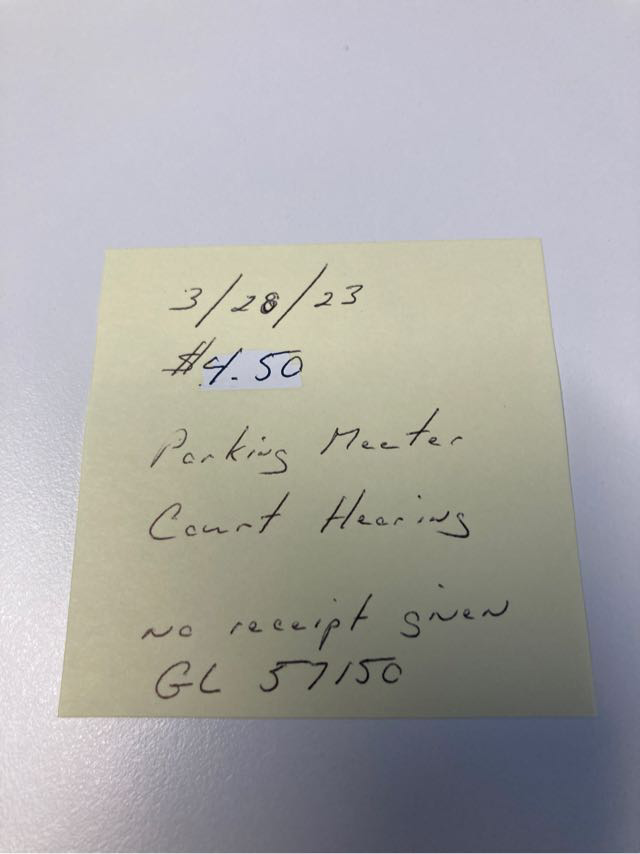 3/28/23
$4.50
Parking Meeter
Court Hearing
no receipt given
GL 57150